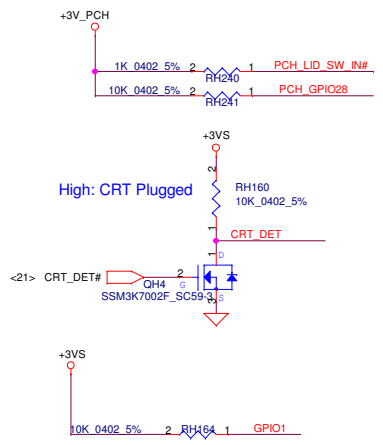 +3V_PCH
1K_0402_5% 2 1 PCH_LID_SW_IN#
RH240
10K_0402_5% 2 1 PCH_GPIO28
RH241
+3VS
2
High: CRT Plugged
RH160
10K_0402_5%
1
CRT_DET
1 D
<21> CRT_DET# 2
QH4 G
SSM3K7002F_SC59-3
3 S
+3VS
10K_0402_5% 2 RH164 1 GPIO1